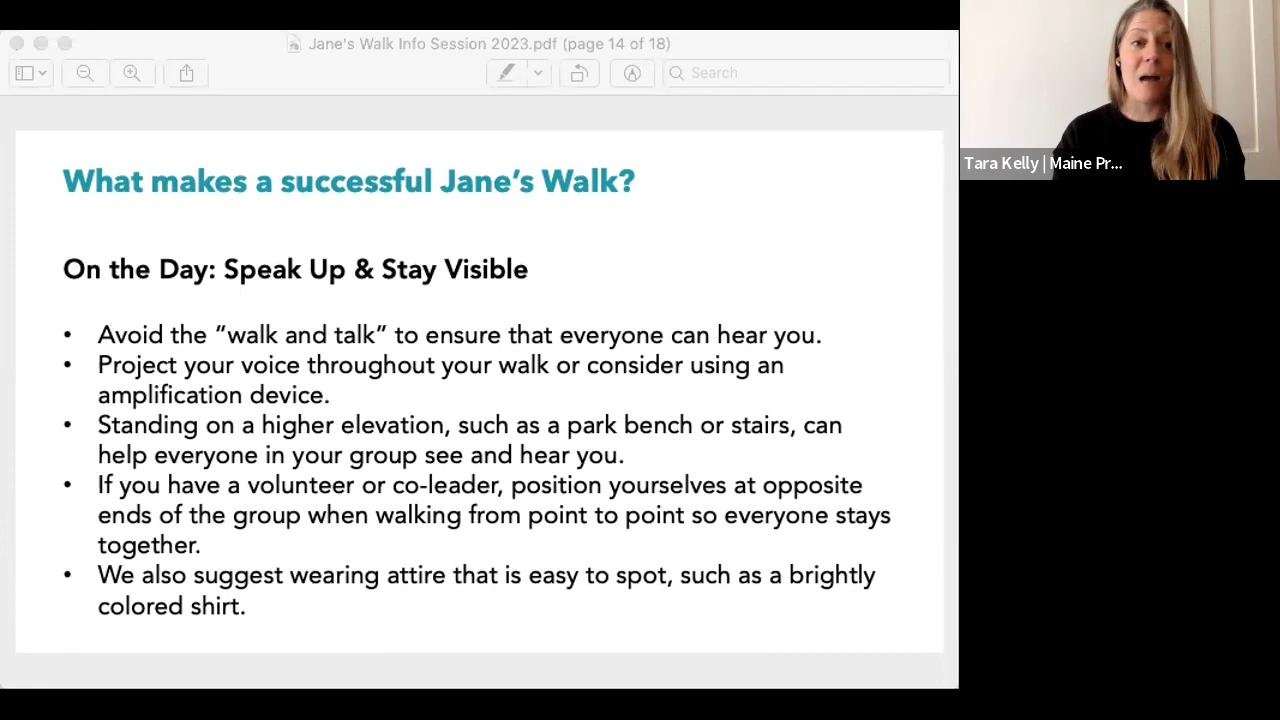 Jane's Walk Info Session 2023.pdf (page 14 of 18)
Search
Tara Kelly | Maine Pr...
What makes a successful Jane’s Walk?
On the Day: Speak Up & Stay Visible
• Avoid the “walk and talk” to ensure that everyone can hear you.
• Project your voice throughout your walk or consider using an
amplification device.
• Standing on a higher elevation, such as a park bench or stairs, can
help everyone in your group see and hear you.
• If you have a volunteer or co-leader, position yourselves at opposite
ends of the group when walking from point to point so everyone stays
together.
• We also suggest wearing attire that is easy to spot, such as a brightly
colored shirt.